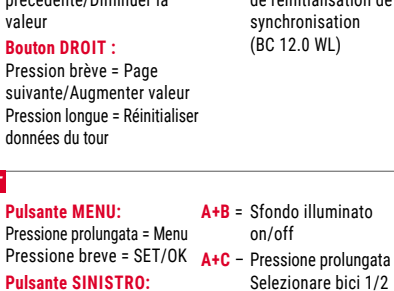 précédente/Diminuer la
valeur
Bouton DROIT :
Pression brève = Page
suivante/Augmenter valeur
Pression longue = Réinitialiser
données du tour
de réinitialisation de
synchronisation
(BC 12.0 WL)
Pulsante MENU:
Pressione prolungata = Menu
Pressione breve = SET/OK
Pulsante SINISTRO:
A+B = Sfondo illuminato
on/off
A+C – Pressione prolungata
Selezionare bici 1/2